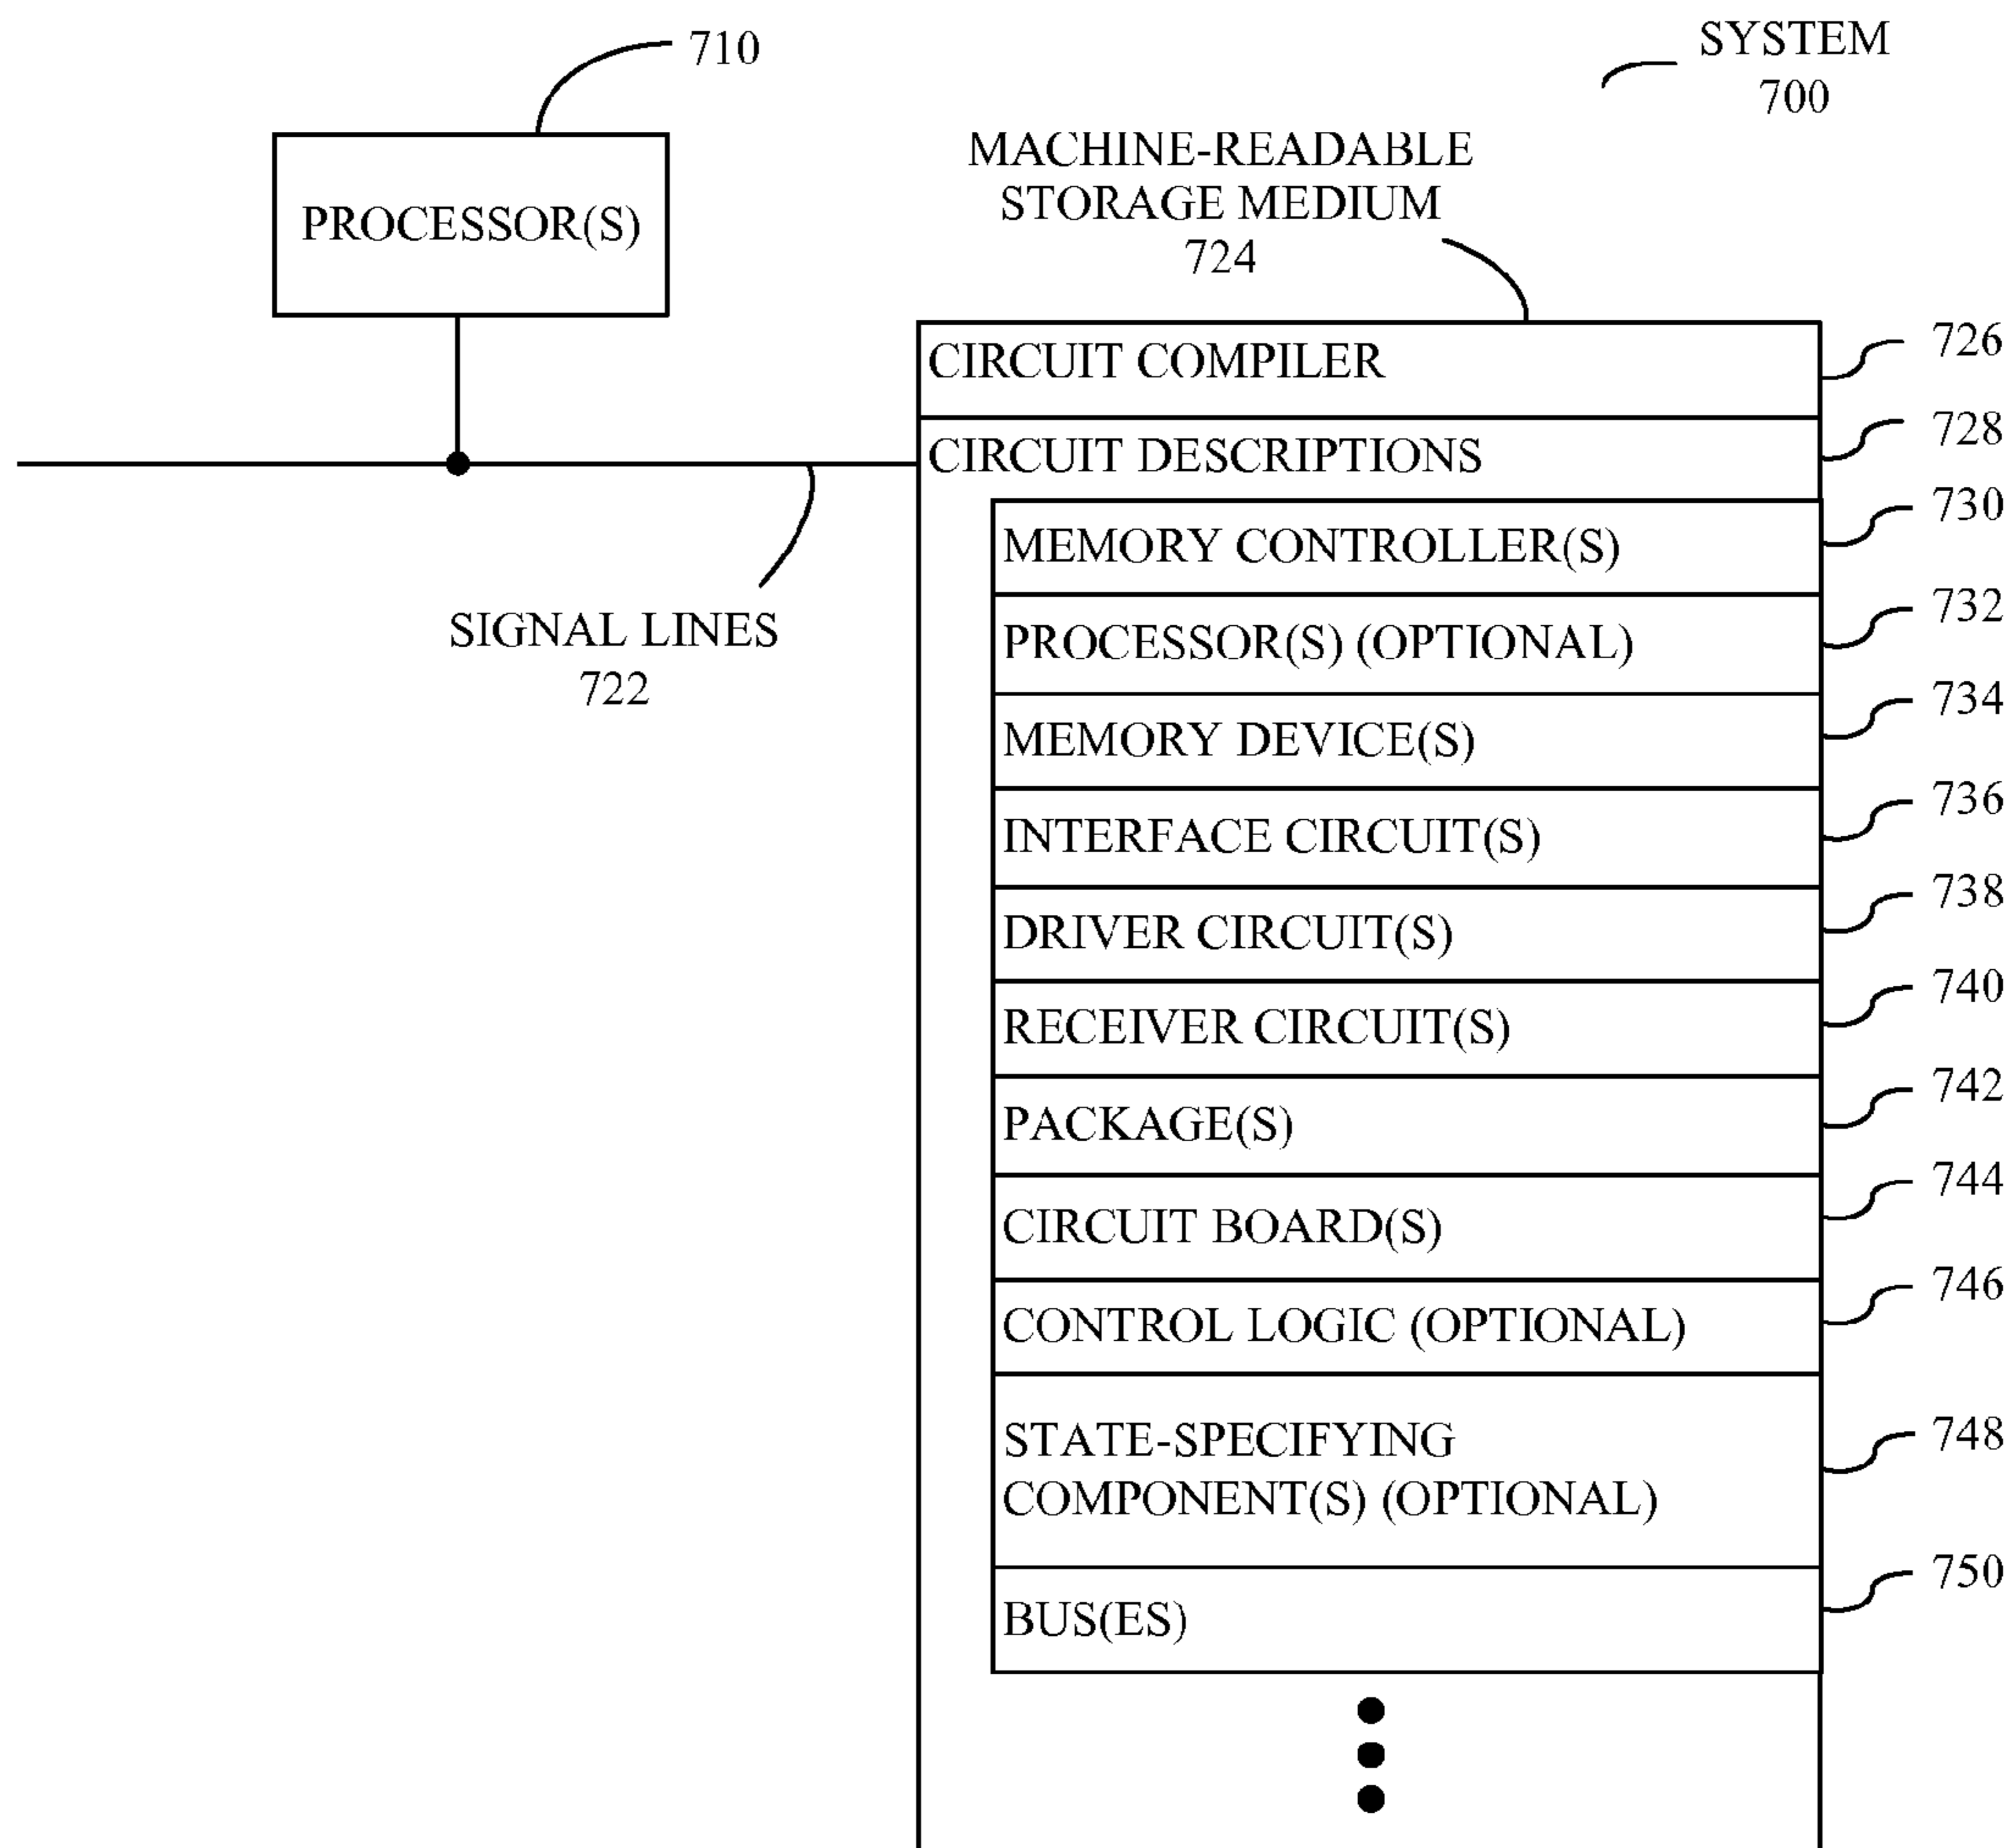 710
SYSTEM
700
PROCESSOR(S)
MACHINE-READABLE
STORAGE MEDIUM
724
CIRCUIT COMPILER
726
CIRCUIT DESCRIPTIONS
728
MEMORY CONTROLLER(S)
730
SIGNAL LINES
722
PROCESSOR(S) (OPTIONAL)
732
MEMORY DEVICE(S)
734
INTERFACE CIRCUIT(S)
736
DRIVER CIRCUIT(S)
738
RECEIVER CIRCUIT(S)
740
PACKAGE(S)
742
CIRCUIT BOARD(S)
744
CONTROL LOGIC (OPTIONAL)
746
STATE-SPECIFYING
COMPONENT(S) (OPTIONAL)
748
BUS(ES)
750